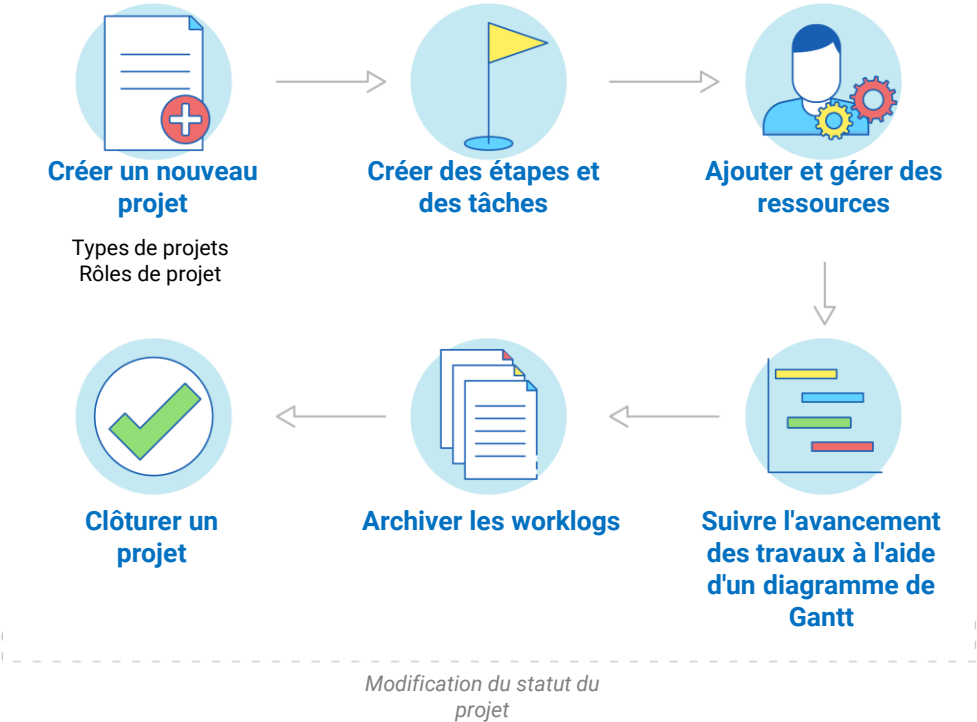 Créer un nouveau
projet
Types de projets
Rôles de projet
Créer des étapes et
des tâches
Ajouter et gérer des
ressources
Clôturer un
projet
Archiver les worklogs
Suivre l'avancement
des travaux à l'aide
d'un diagramme de
Gantt
Modification du statut du
projet